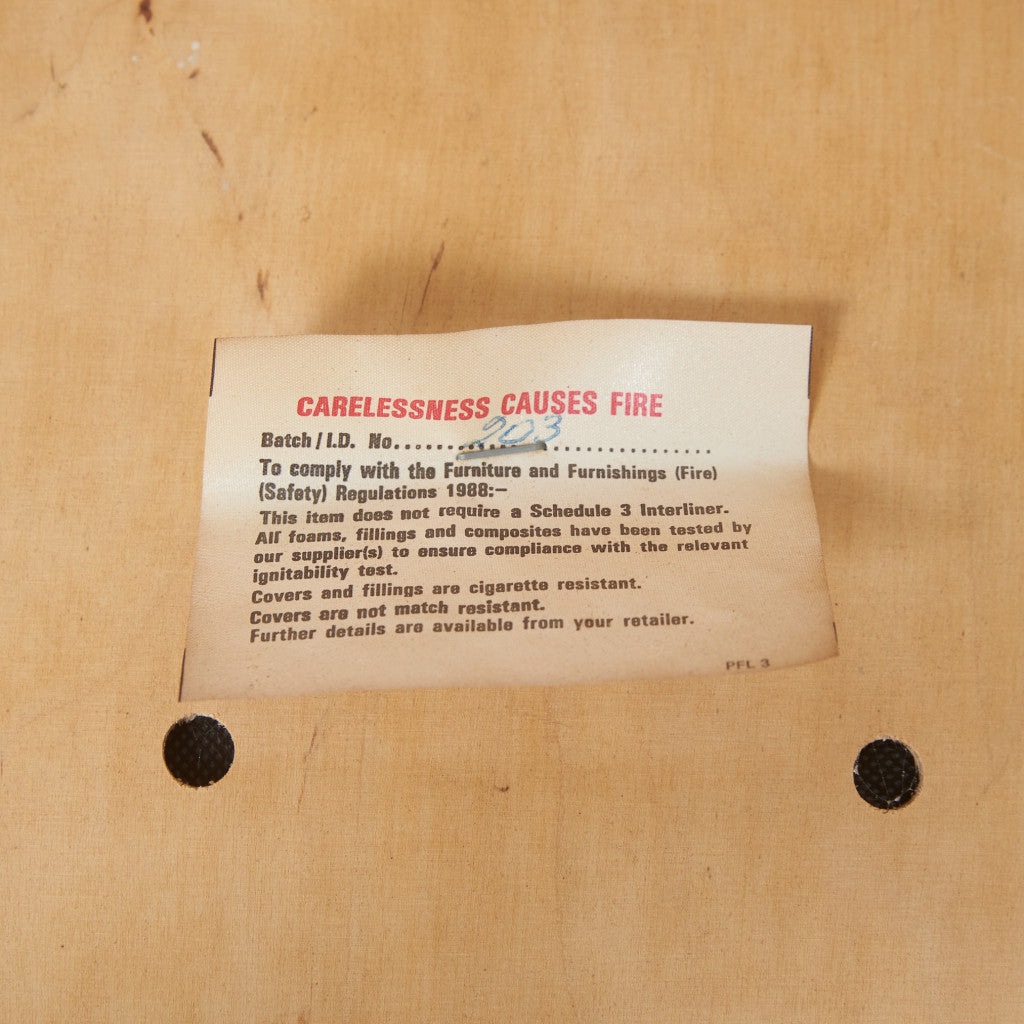 CARELESSNESS CAUSES FIRE
Batch / I.D. No......203......................
To comply with the Furniture and Furnishings (Fire)
(Safety) Regulations 1988:—
This item does not require a Schedule 3 Interliner.
All foams, fillings and composites have been tested by
our supplier(s) to ensure compliance with the relevant
ignitability test.
Covers and fillings are cigarette resistant.
Covers are not match resistant.
Further details are available from your retailer.
PFL 3